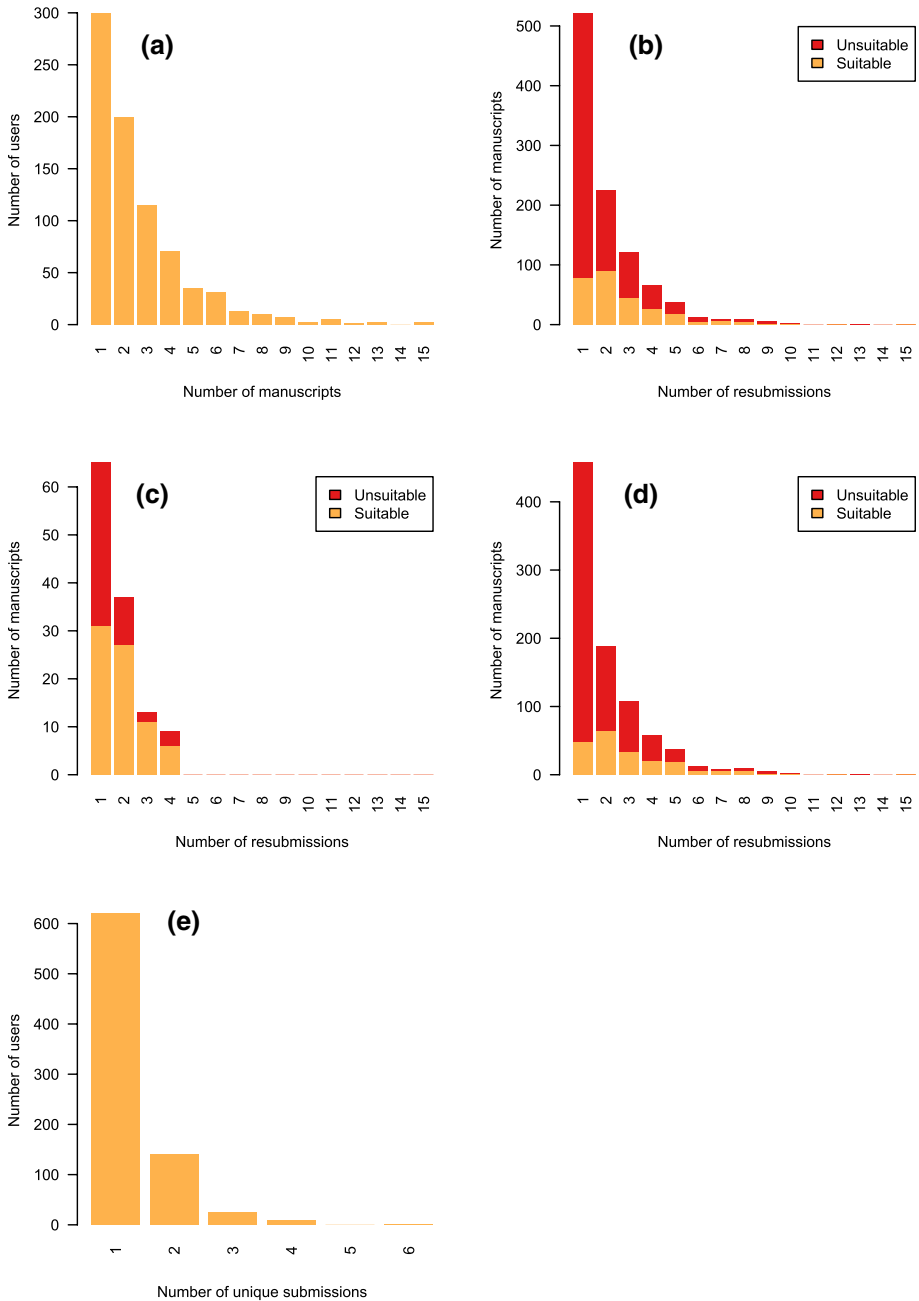 (a)
Number of users
300
250
200
150
100
50
0
1 2 3 4 5 6 7 8 9 10 11 12 13 14 15
Number of manuscripts
(b)
Unsuitable
Suitable
Number of manuscripts
500
400
300
200
100
0
1 2 3 4 5 6 7 8 9 10 11 12 13 14 15
Number of resubmissions
(c)
Unsuitable
Suitable
Number of manuscripts
60
50
40
30
20
10
0
1 2 3 4 5 6 7 8 9 10 11 12 13 14 15
Number of resubmissions
(d)
Unsuitable
Suitable
Number of manuscripts
400
300
200
100
0
1 2 3 4 5 6 7 8 9 10 11 12 13 14 15
Number of resubmissions
(e)
Number of users
600
500
400
300
200
100
0
1 2 3 4 5 6
Number of unique submissions